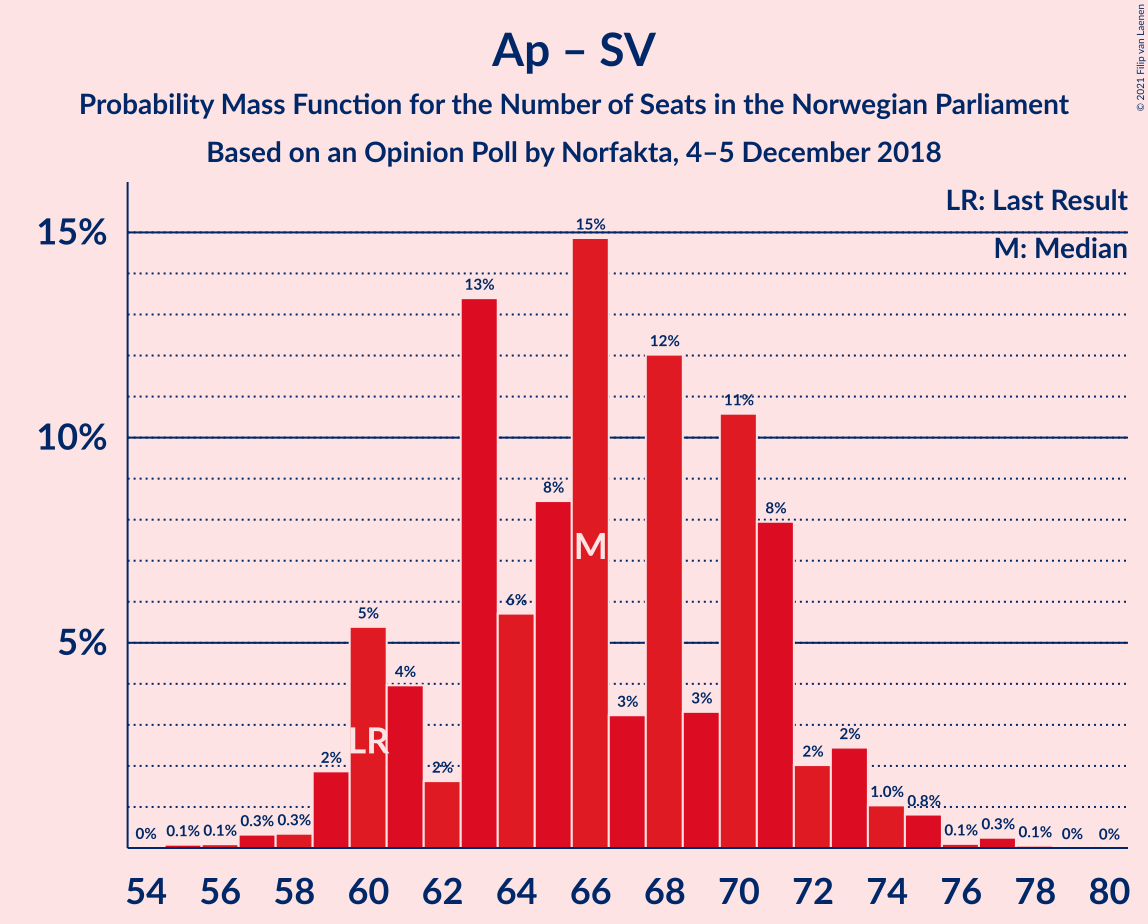 Ap – SV
Probability Mass Function for the Number of Seats in the Norwegian Parliament
Based on an Opinion Poll by Norfakta, 4–5 December 2018
© 2021 Filip van Laenen
LR: Last Result
M: Median
15%
10%
5%
0% 0.1% 0.1% 0.3% 0.3% 2% 5% 4% 2% 13% 6% 8% 15% 3% 12% 3% 11% 8% 2% 2% 1.0% 0.8% 0.1% 0.3% 0.1% 0% 0%
LR
M
54 56 58 60 62 64 66 68 70 72 74 76 78 80